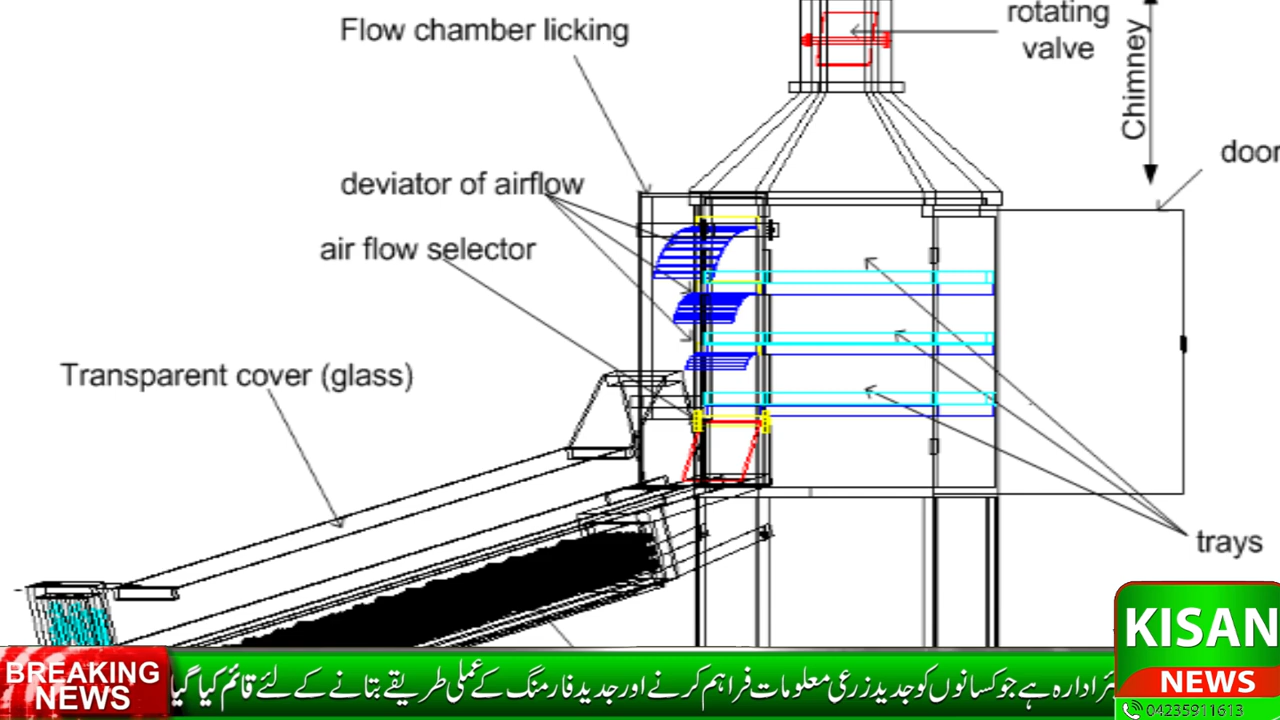 Flow chamber licking
rotating
valve
Chimney
door
deviator of airflow
air flow selector
Transparent cover (glass)
trays
KISAN
NEWS
04235911613
BREAKING
NEWS
ادارہ ہے جو کسانوں کو جدید زرعی معلومات فراہم کرنے اور جدید فارمنگ کے عملی طریقے بتانے کے لئے قائم کیا گیا